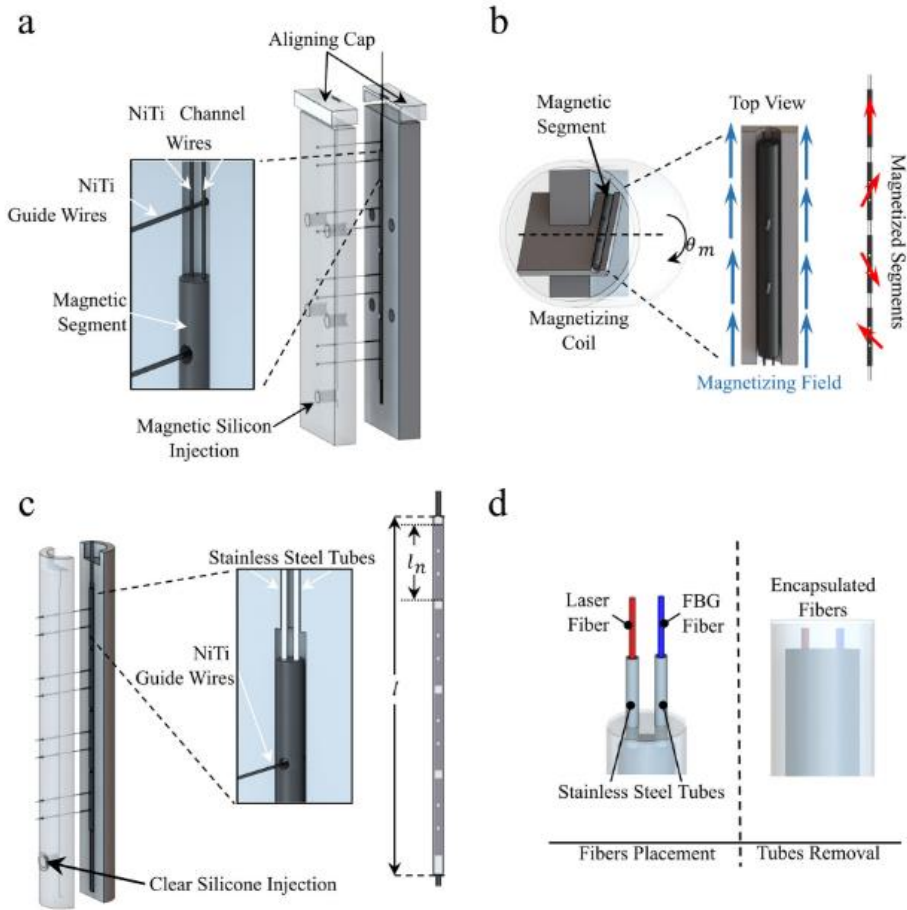 a
Aligning Cap
NiTi Channel
Wires
NiTi
Guide Wires
Magnetic
Segment
Magnetic Silicon
Injection
b
Magnetic
Segment
Top View
θm
Magnetizing
Coil
Magnetizing Field
Magnetized Segments
c
Stainless Steel Tubes
NiTi
Guide Wires
ln
l
Clear Silicone Injection
d
Laser
Fiber
FBG
Fiber
Encapsulated
Fibers
Stainless Steel Tubes
Fibers Placement
Tubes Removal